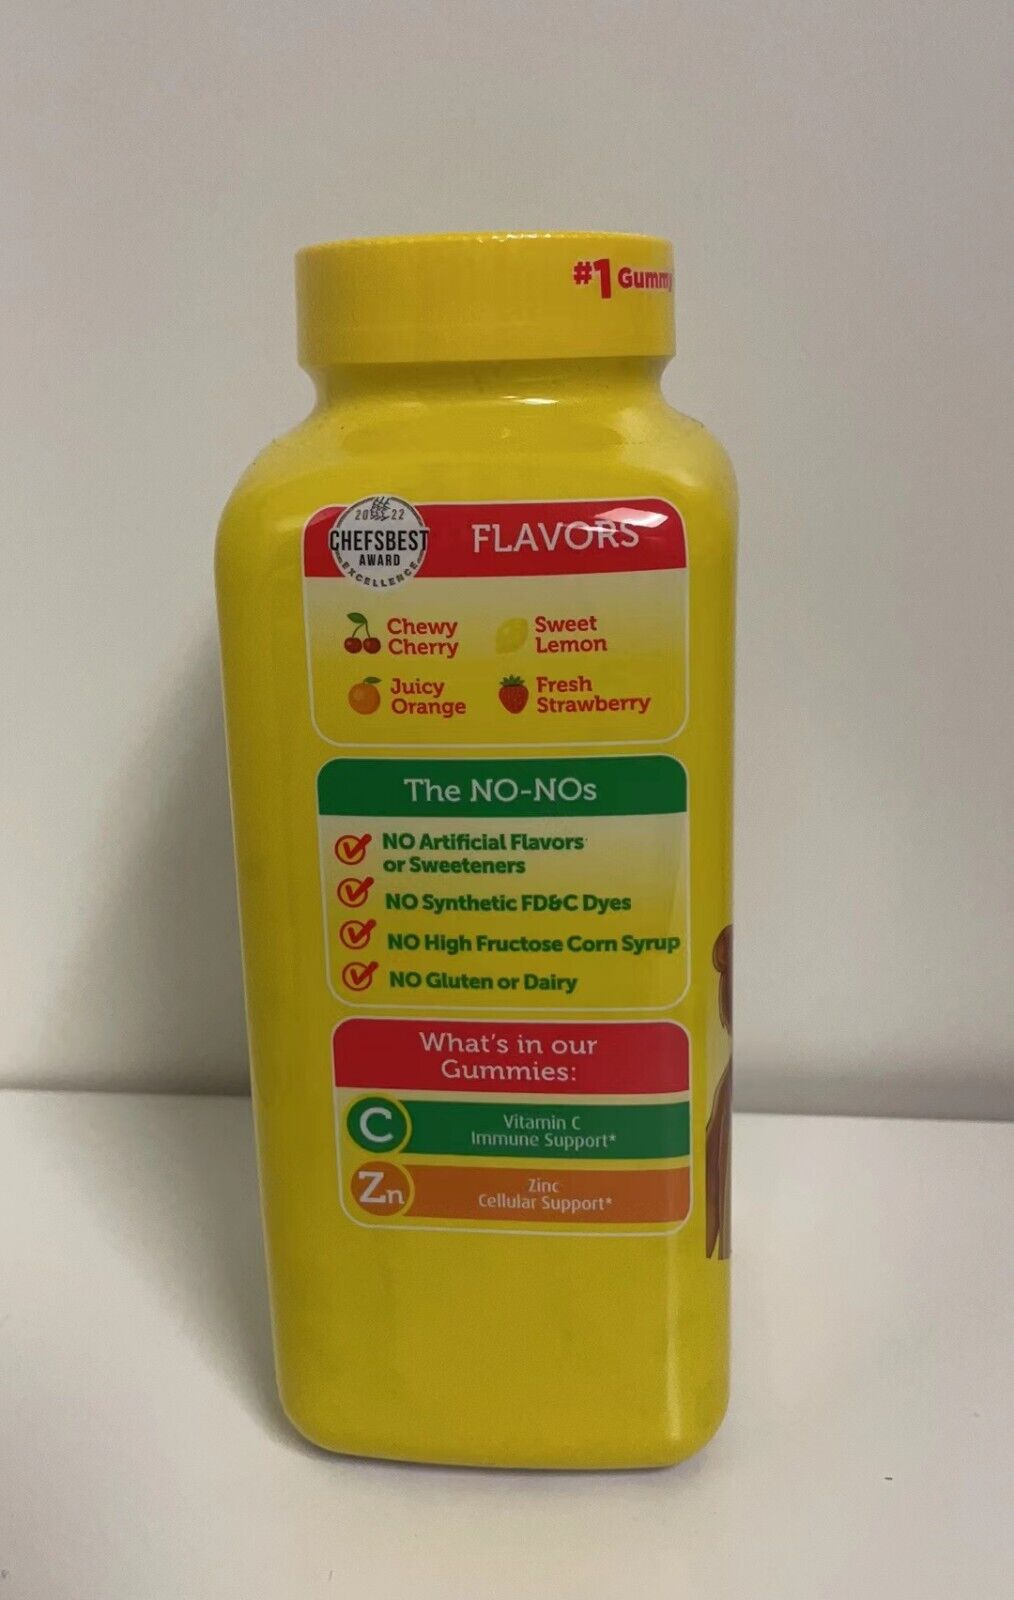 #1 Gummy
20 22
CHEFSBEST
AWARD
EXCELLENCE
FLAVORS
Chewy
Cherry
Sweet
Lemon
Juicy
Orange
Fresh
Strawberry
The NO-NOs
NO Artificial Flavors
or Sweeteners
NO Synthetic FD&C Dyes
NO High Fructose Corn Syrup
NO Gluten or Dairy
What's in our
Gummies:
C
Vitamin C
Immune Support*
Zn
Zinc
Cellular Support*